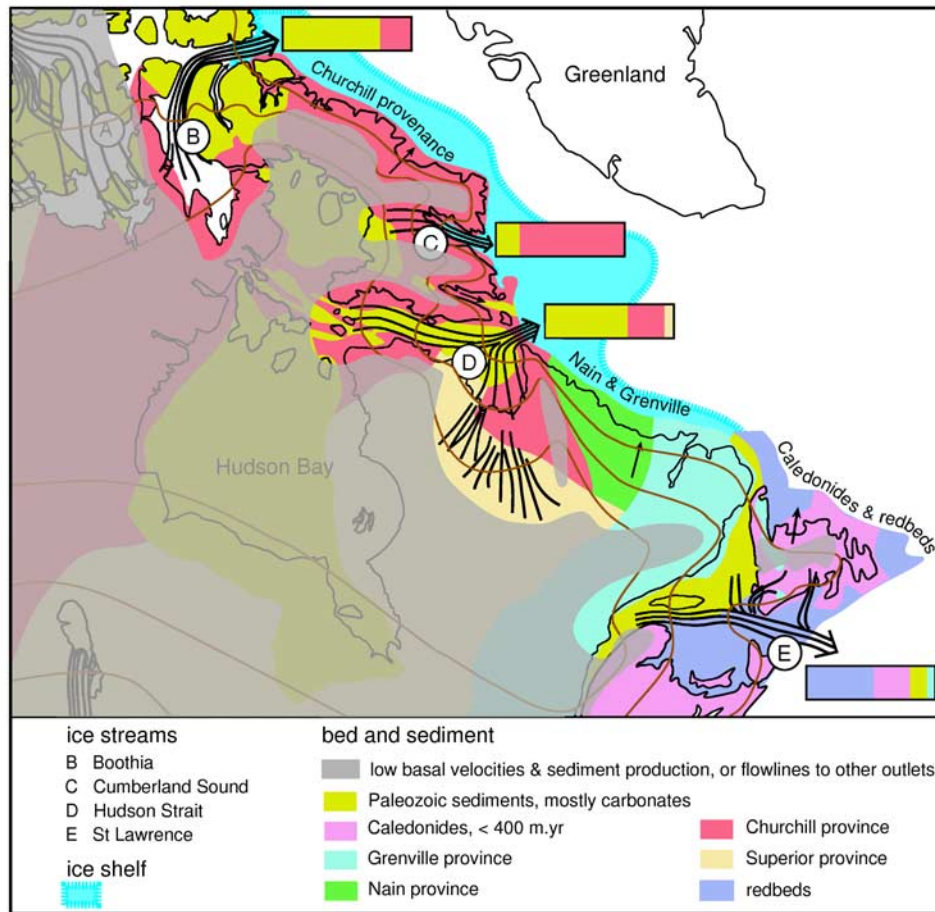 Greenland
Churchill provenance
A
B
C
D
Nain & Grenville
Hudson Bay
Caledonides & redbeds
E
ice streams
B Boothia
C Cumberland Sound
D Hudson Strait
E St Lawrence
ice shelf
bed and sediment
low basal velocities & sediment production, or flowlines to other outlets
Paleozoic sediments, mostly carbonates
Caledonides, < 400 m.yr
Churchill province
Grenville province
Superior province
Nain province
redbeds